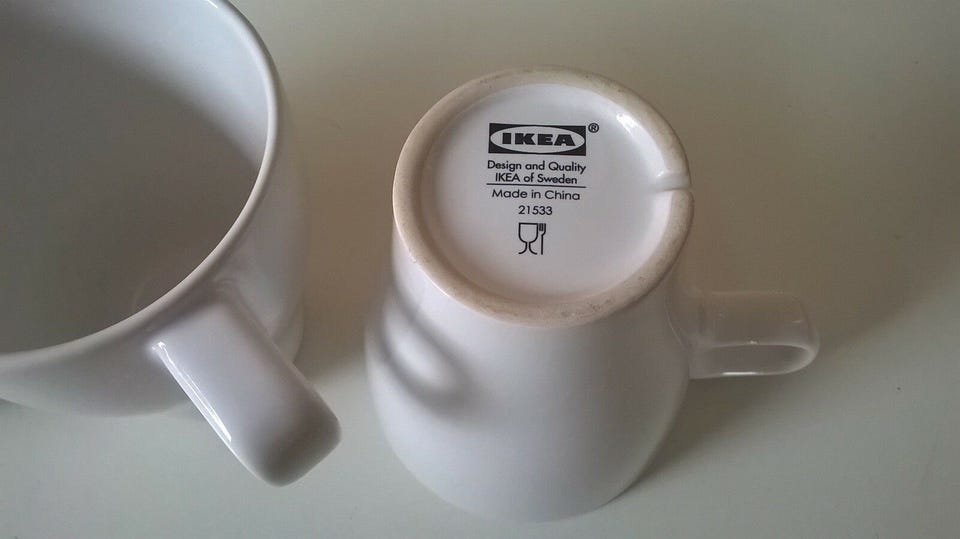 IKEA®
Design and Quality
IKEA of Sweden
Made in China
21533